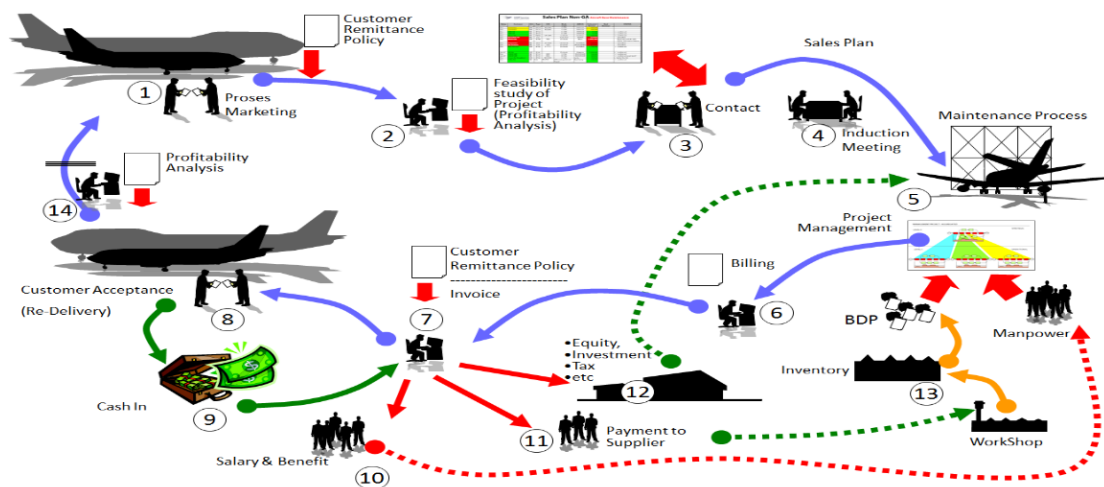 Customer
Remittance
Policy
1
Proses
Marketing
2
Feasibility
study of
Project
(Profitability
Analysis)
3
Contact
Sales Plan
4
Induction
Meeting
Maintenance Process
5
14
Profitability
Analysis
Project
Management
Customer Acceptance
(Re-Delivery)
8
Customer
Remittance Policy
Invoice
7
Billing
6
BDP
Manpower
Cash In
9
•Equity,
•Investment
•Tax
•etc
12
Inventory
13
WorkShop
Salary & Benefit
10
11
Payment to
Supplier